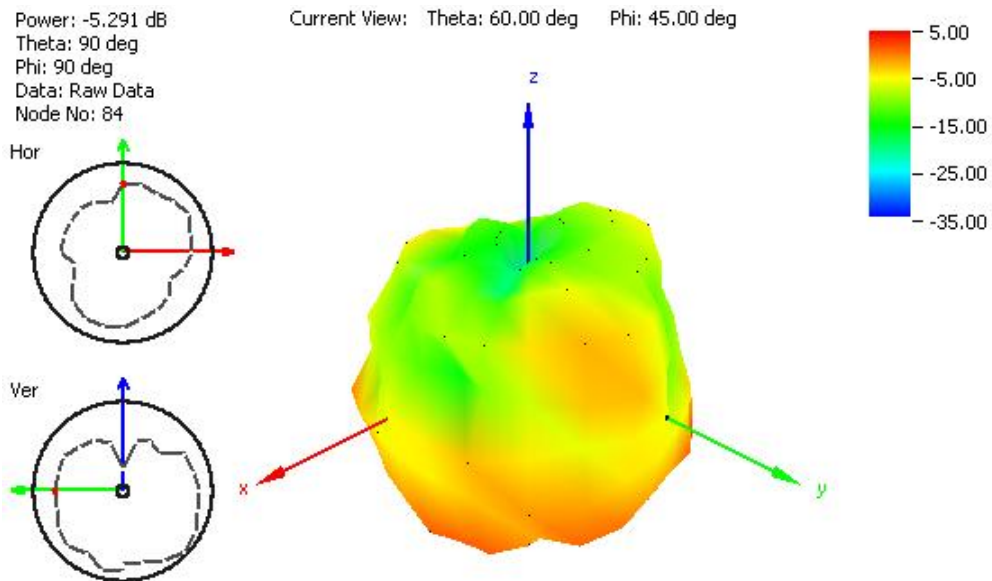 Power: -5.291 dB
Theta: 90 deg
Phi: 90 deg
Data: Raw Data
Node No: 84
Current View: Theta: 60.00 deg Phi: 45.00 deg
Hor
Ver
z
x
y
5.00
-5.00
-15.00
-25.00
-35.00